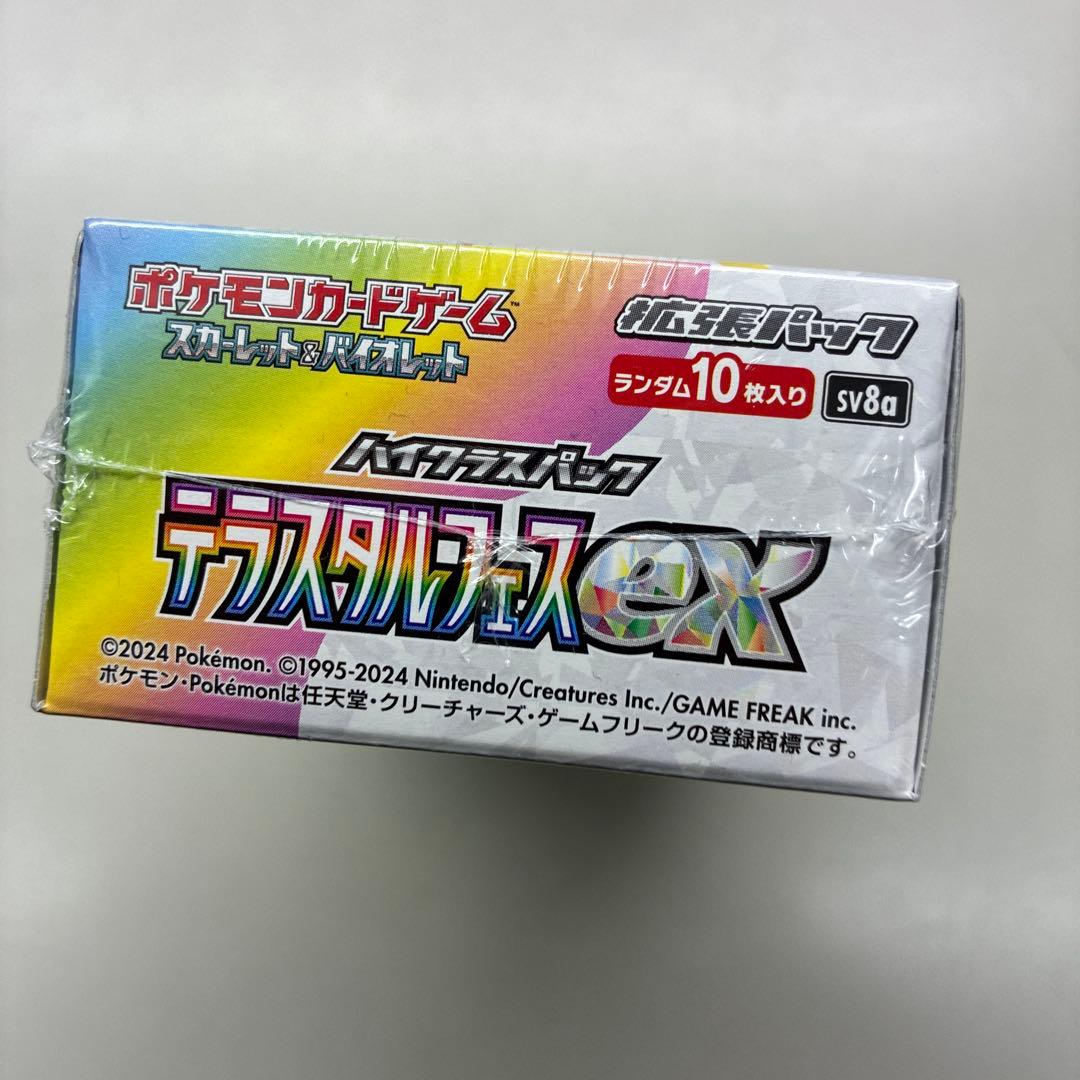 ポケモンカードゲーム™
スカーレット&バイオレット
拡張パック
ランダム10枚入り
SV8a
ハイクラスパック
テラスタルフェスex
©2024 Pokémon. ©1995-2024 Nintendo/Creatures Inc./GAME FREAK inc.
ポケモン・Pokémonは任天堂・クリーチャーズ・ゲームフリークの登録商標です。